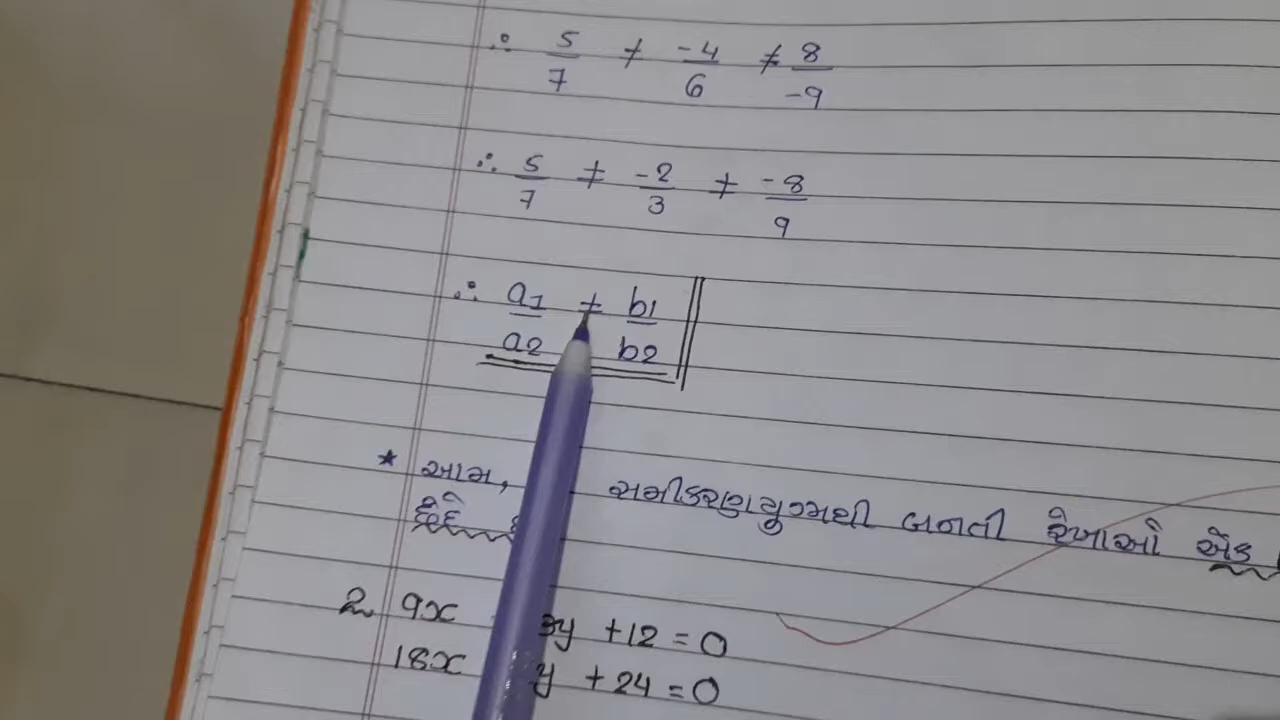 ∴ 5/7 ≠ -4/6 ≠ 8/-9
∴ 5/7 ≠ -2/3 ≠ -8/9
∴ a1/a2 ≠ b1/b2
* આમ, સમીકરણયુગ્મથી બનતી રેખાઓ એક
છેદે
2. 9x 3y +12 = 0
18x y + 24 = 0